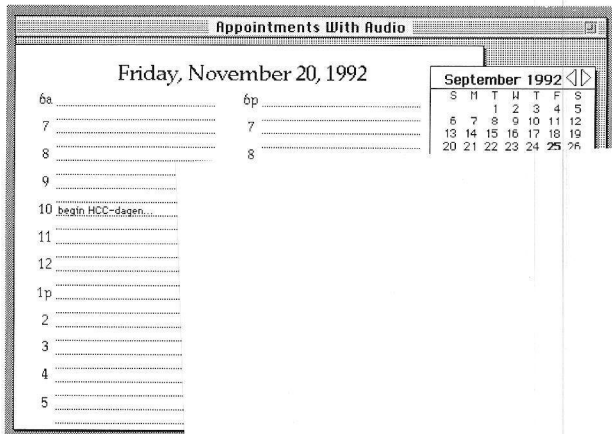 Appointments With Audio
Friday, November 20, 1992
6a
7
8
9
10 begin HCC-dagen...
11
12
1p
2
3
4
5
6p
7
8
September 1992
S M T W T F S
1 2 3 4 5
6 7 8 9 10 11 12
13 14 15 16 17 18 19
20 21 22 23 24 25 26